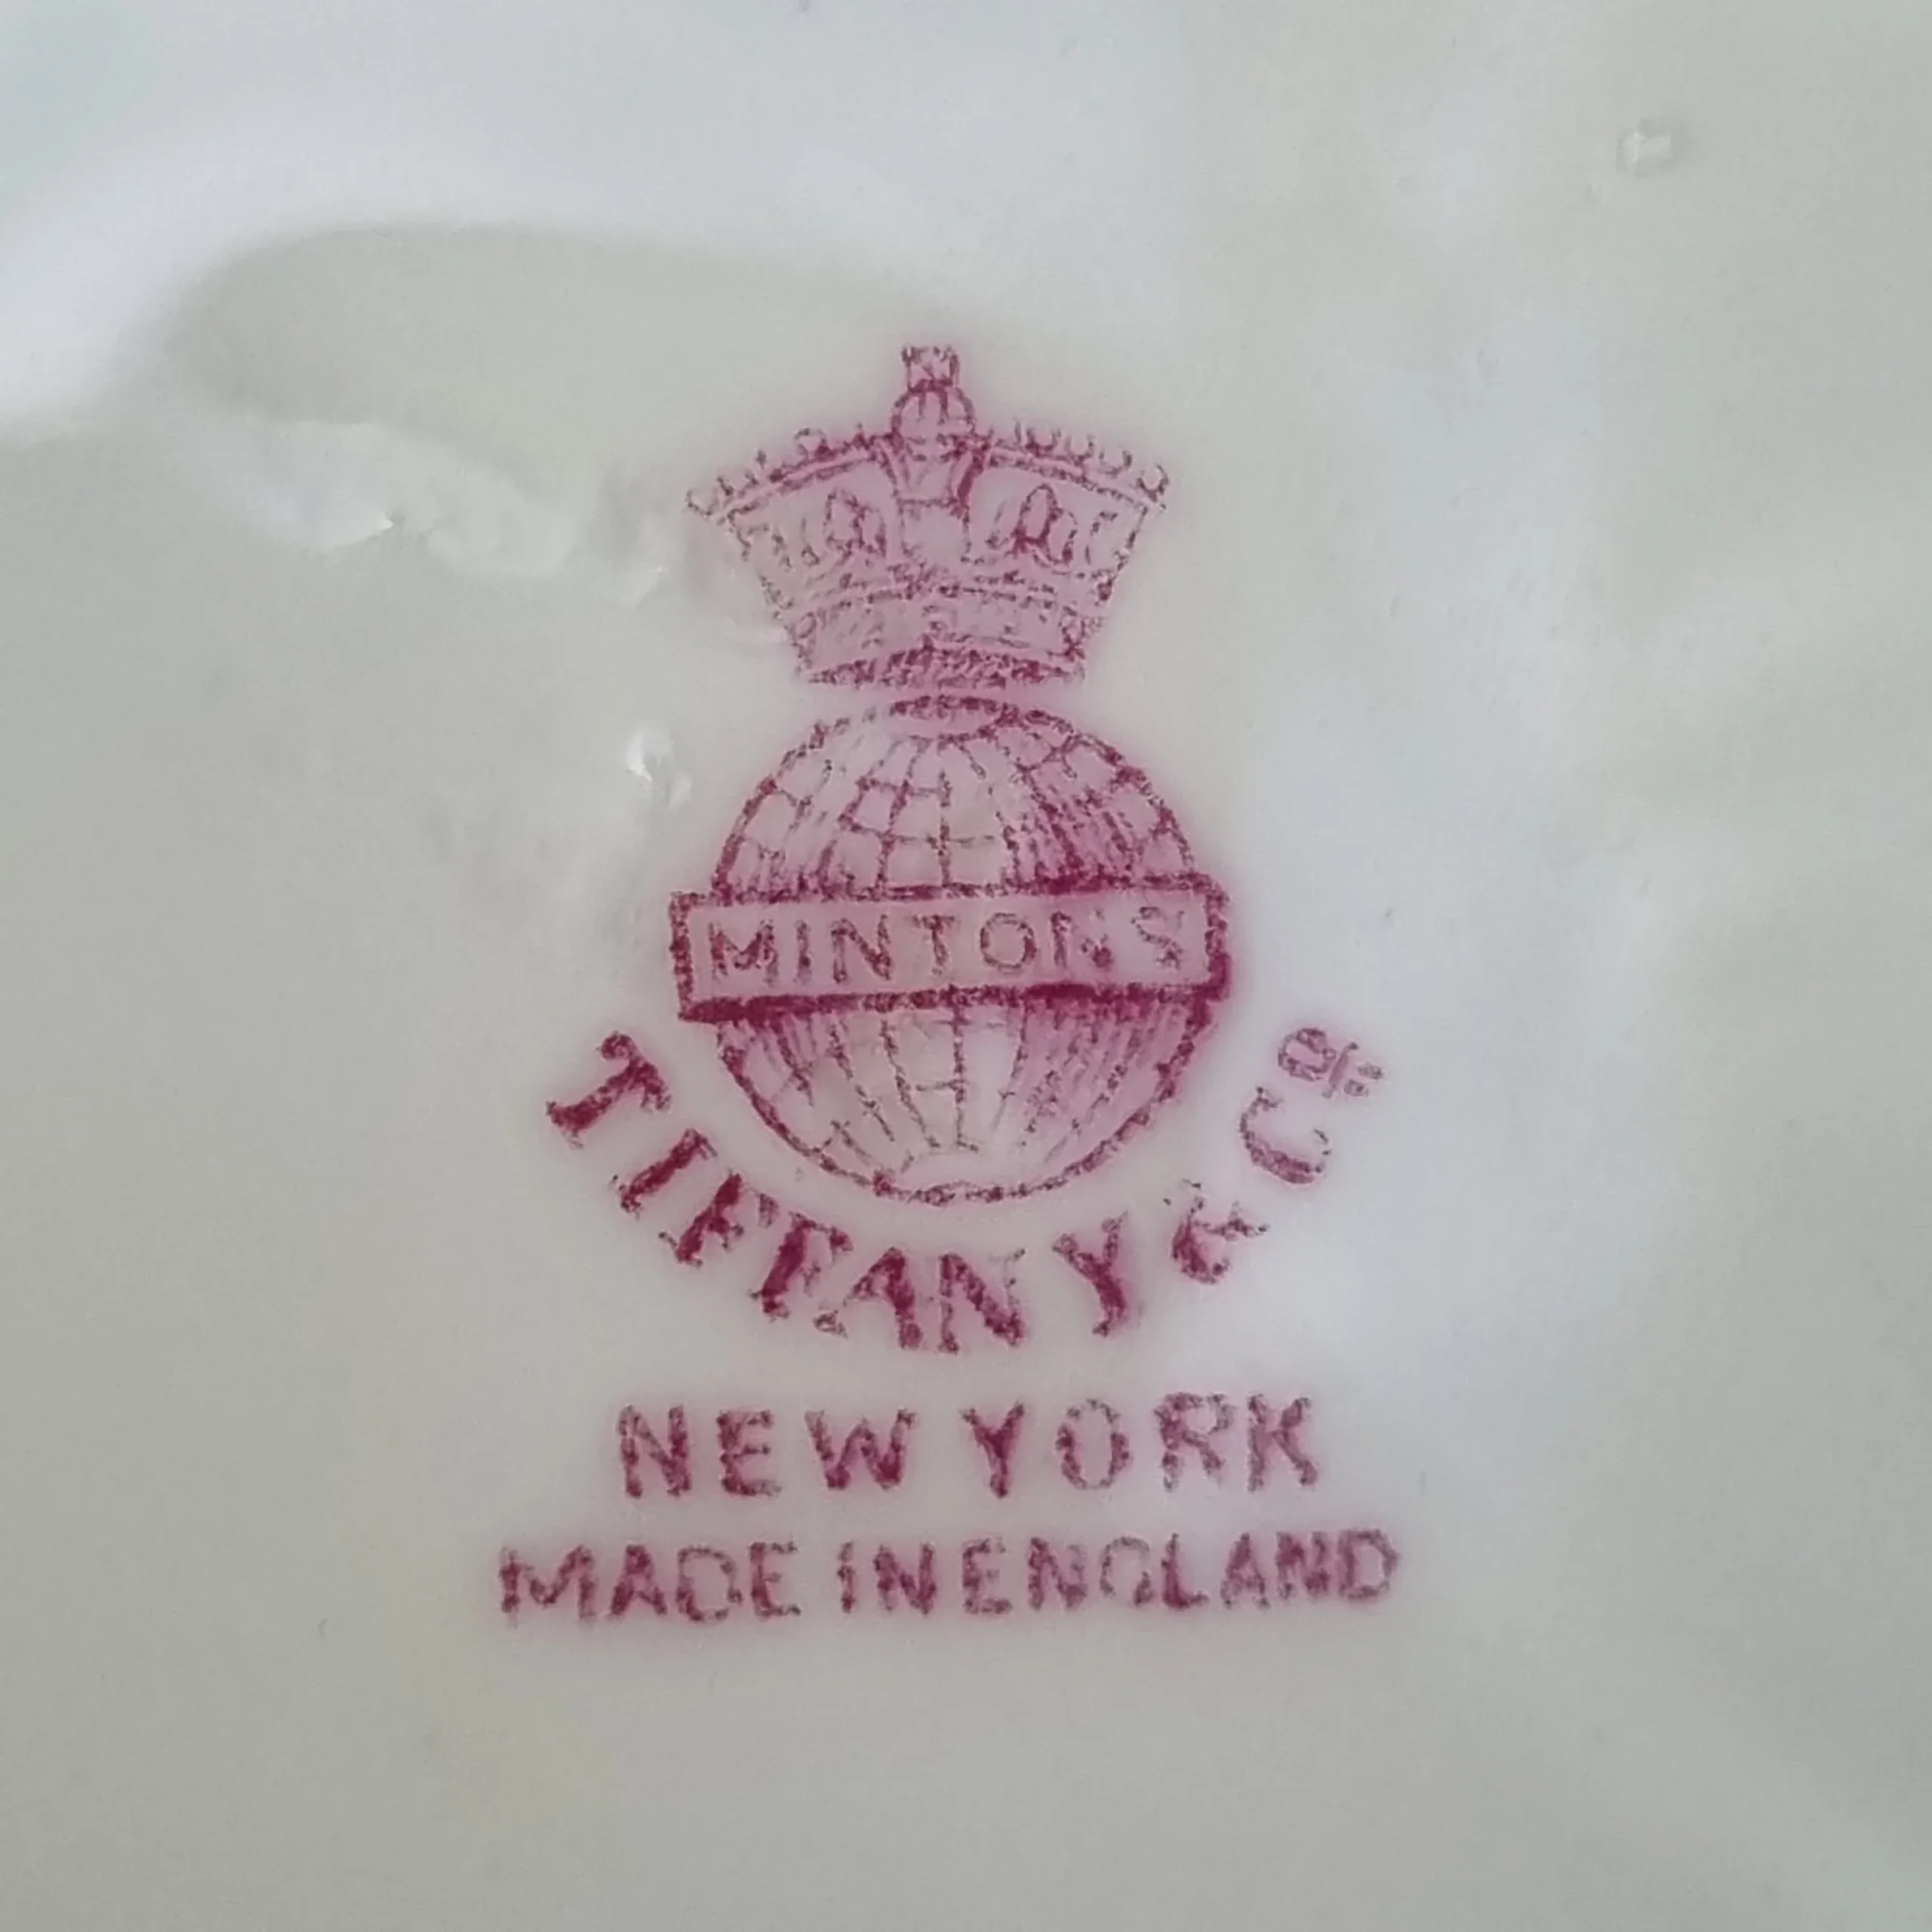 MINTONS
TIFFANY & Co.
NEW YORK
MADE IN ENGLAND